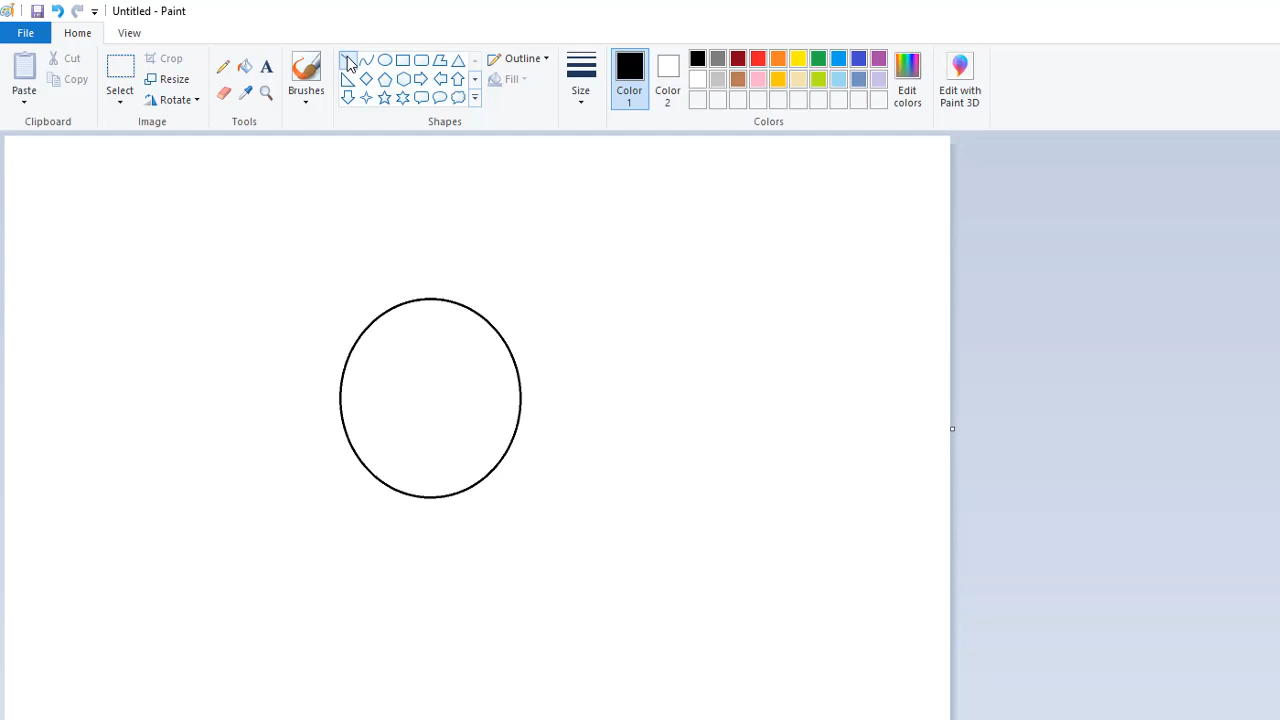 Untitled - Paint
File Home View
Paste Cut Copy
Clipboard
Select Crop Resize Rotate
Image
Tools
Brushes
Outline Fill
Shapes
Size
Color 1 Color 2
Edit colors
Colors
Edit with Paint 3D